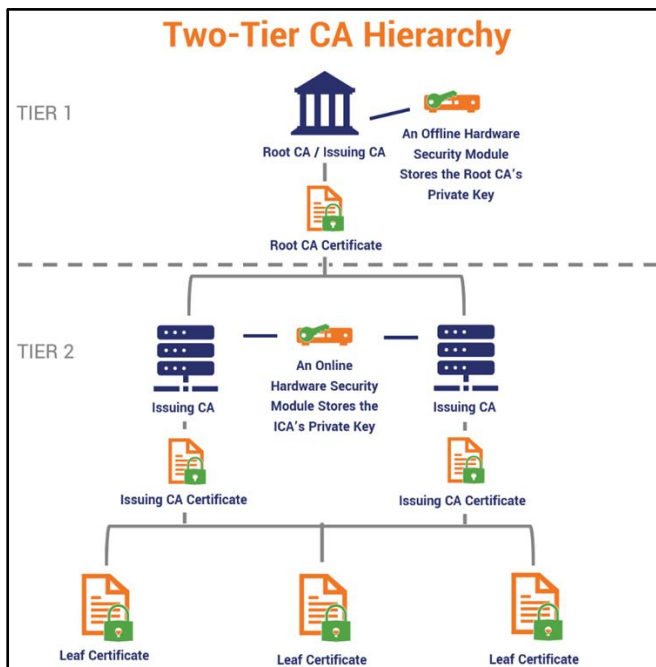 Two-Tier CA Hierarchy
TIER 1
Root CA / Issuing CA
An Offline Hardware
Security Module
Stores the Root CA's
Private Key
Root CA Certificate
TIER 2
Issuing CA
An Online
Hardware Security
Module Stores the
ICA's Private Key
Issuing CA
Issuing CA Certificate
Issuing CA Certificate
Leaf Certificate
Leaf Certificate
Leaf Certificate